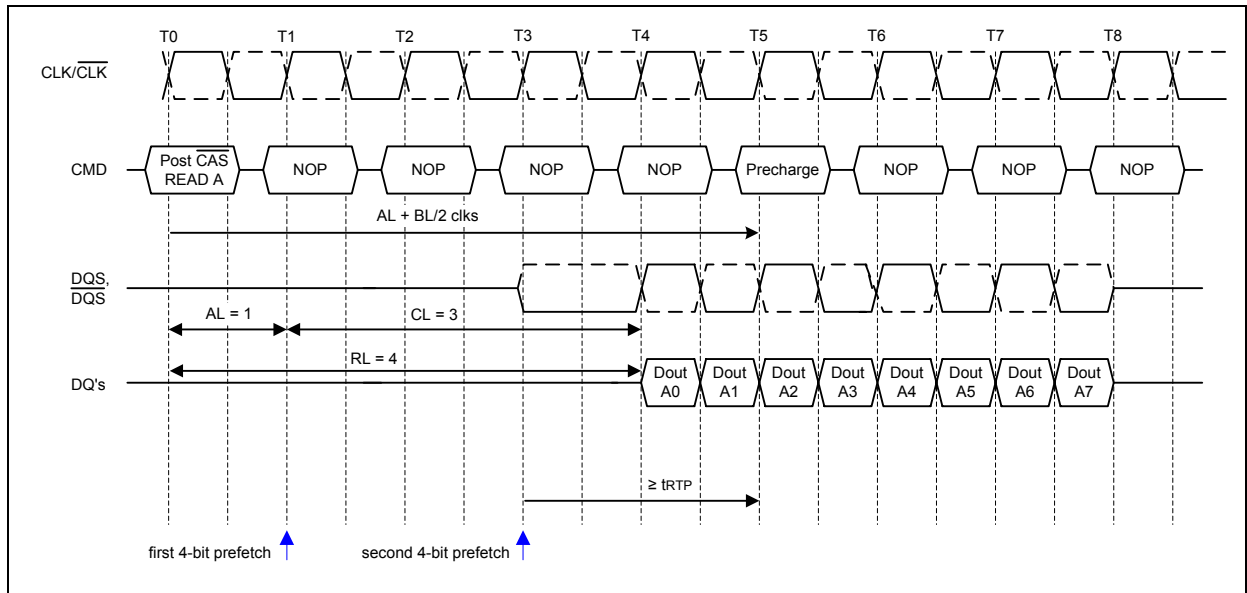 T0 T1 T2 T3 T4 T5 T6 T7 T8
CLK/CLK
CMD
Post CAS
READ A
NOP NOP NOP NOP Precharge NOP NOP NOP
AL + BL/2 clks
DQS,
DQS
AL = 1 CL = 3
RL = 4
DQ's
Dout Dout Dout Dout Dout Dout Dout Dout
A0 A1 A2 A3 A4 A5 A6 A7
≥ tRTP
first 4-bit prefetch second 4-bit prefetch